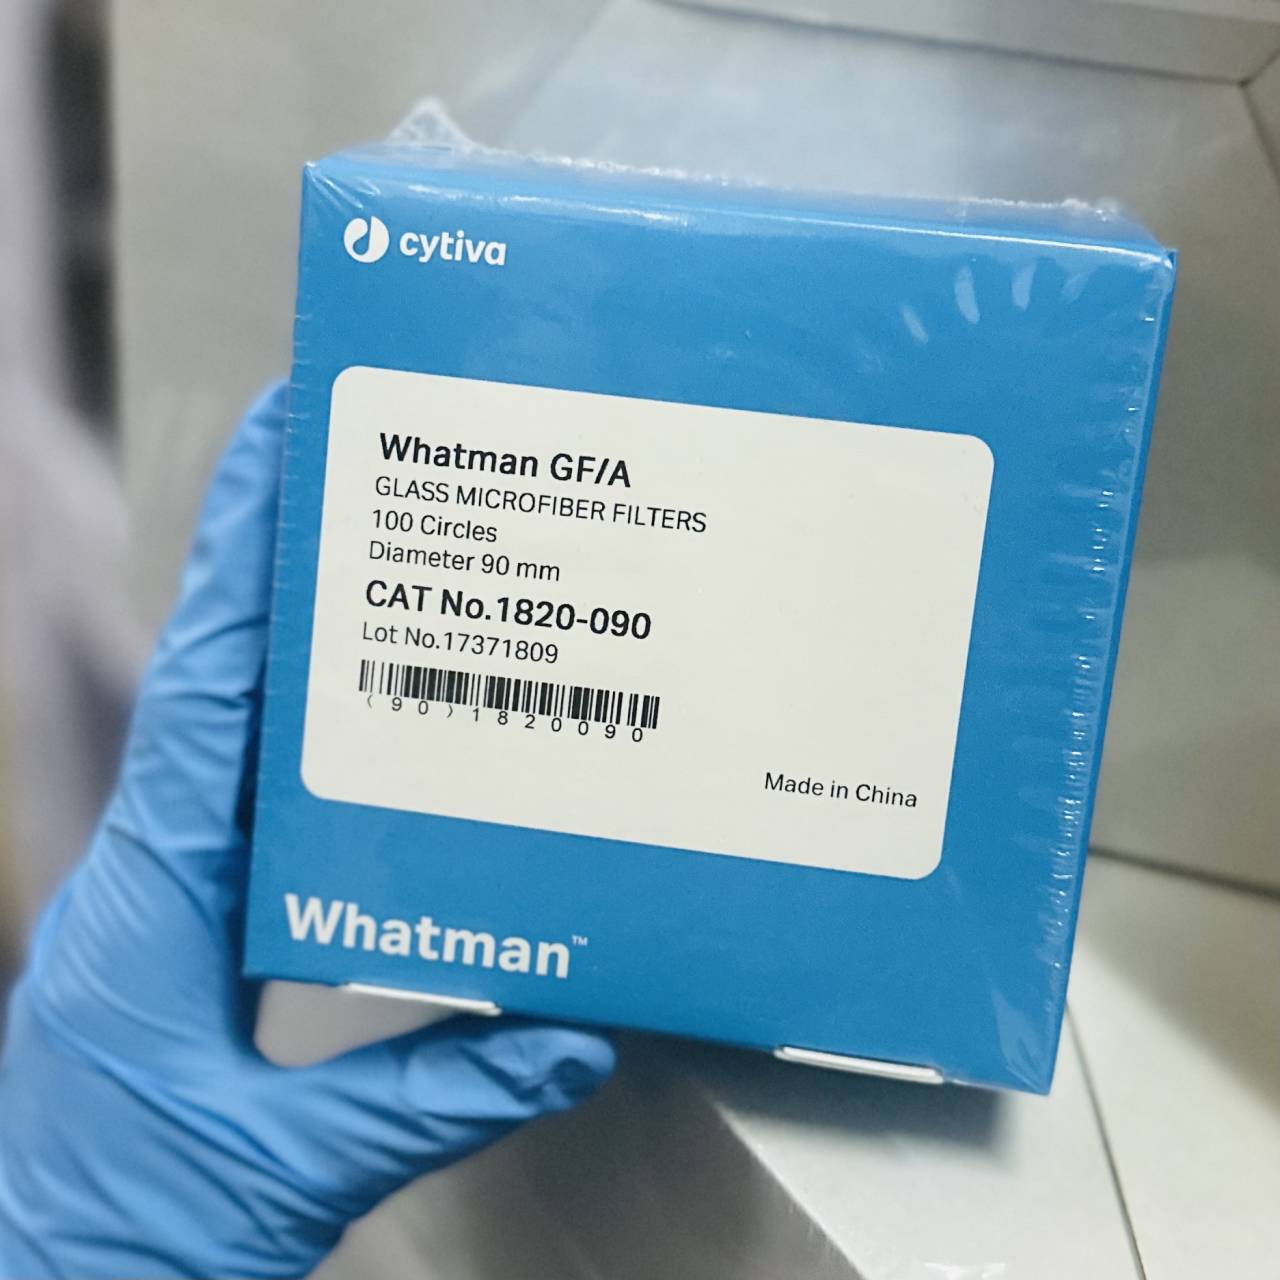 cytiva
Whatman GF/A
GLASS MICROFIBER FILTERS
100 Circles
Diameter 90 mm
CAT No.1820-090
Lot No.17371809
(90)1820090
Made in China
Whatman™